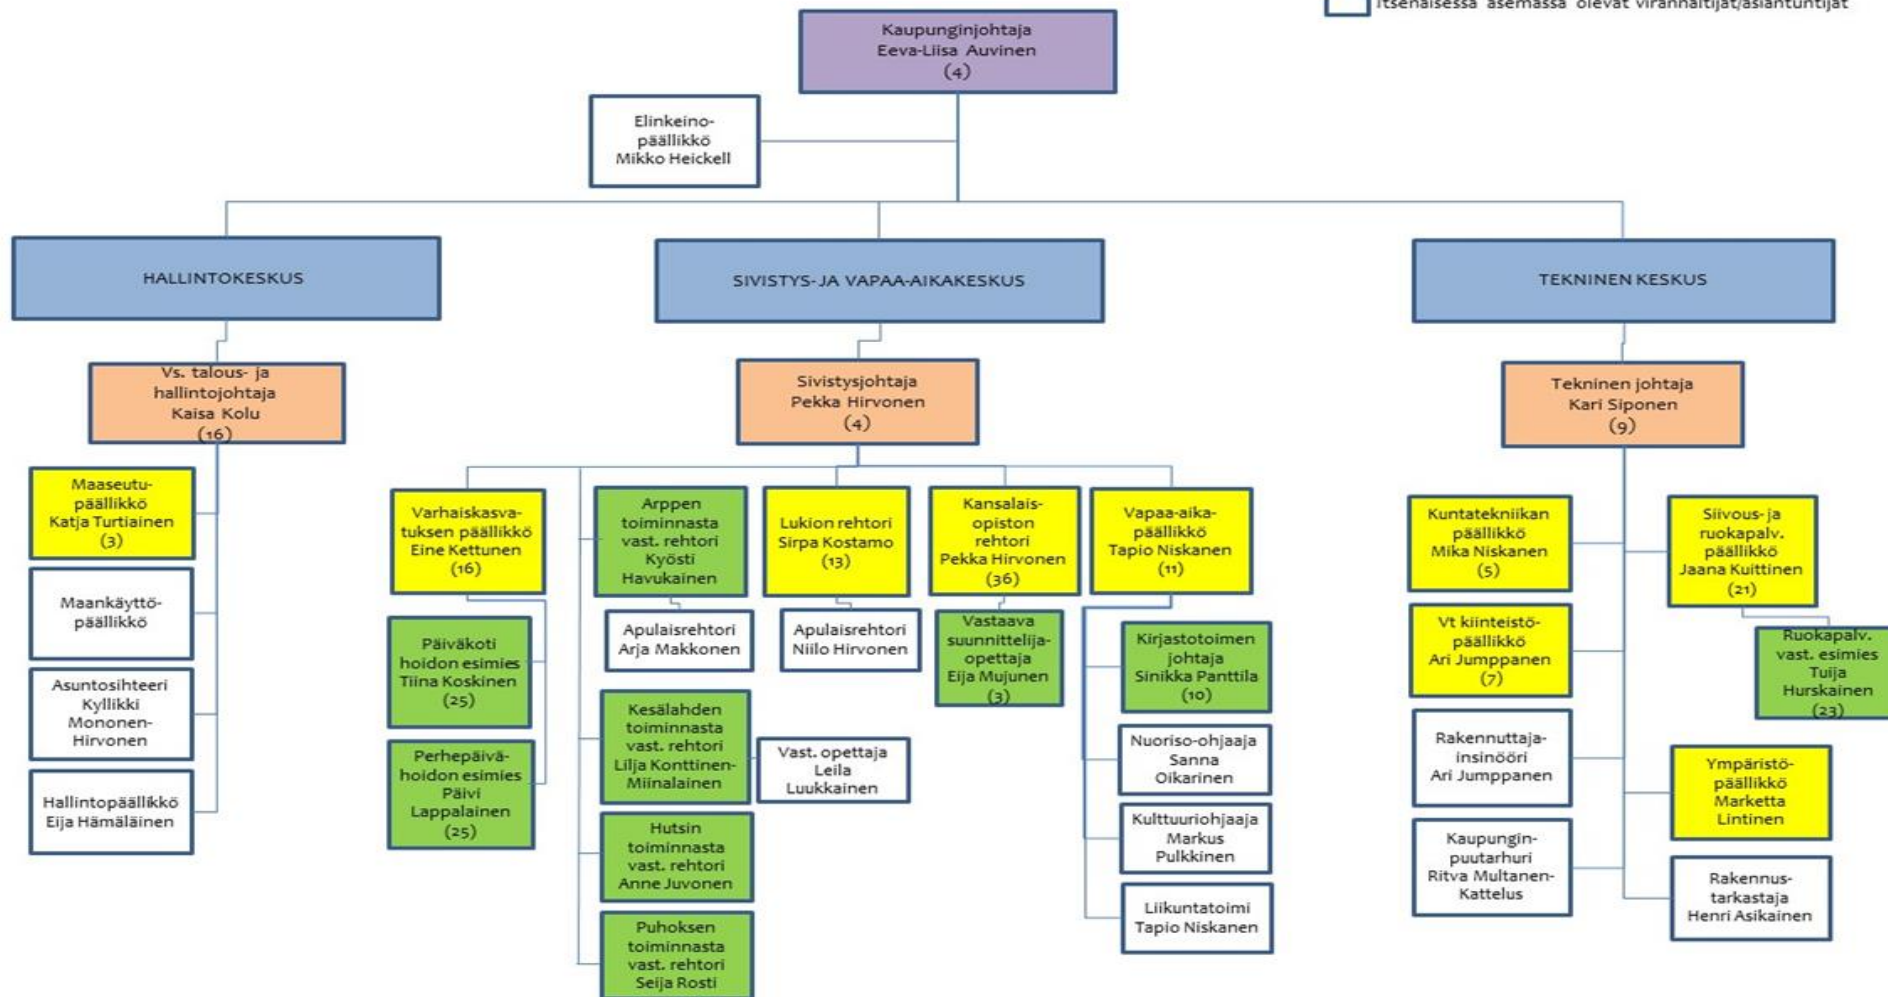 Itsenäisessä asemassa olevat viranhaltijat/asiantuntijat
Kaupunginjohtaja
Eeva-Liisa Auvinen
(4)
Elinkeino-
päällikkö
Mikko Heickell
HALLINTOKESKUS
SIVISTYS- JA VAPAA-AIKAKESKUS
TEKNINEN KESKUS
Vs. talous- ja
hallintojohtaja
Kaisa Kolu
(16)
Sivistysjohtaja
Pekka Hirvonen
(4)
Tekninen johtaja
Kari Siponen
(9)
Maaseutu-
päällikkö
Katja Turtiainen
(3)
Maankäyttö-
päällikkö
Asuntosihteeri
Kyllikki
Mononen-
Hirvonen
Hallintopäällikkö
Eija Hämäläinen
Varhaiskasva-
tuksen päällikkö
Eine Kettunen
(16)
Päiväkoti
hoidon esimies
Tiina Koskinen
(25)
Perhepäivä-
hoidon esimies
Päivi
Lappalainen
(25)
Arppen
toiminnasta
vast. rehtori
Kyösti
Havukainen
Apulaisrehtori
Arja Makkonen
Kesälahden
toiminnasta
vast. rehtori
Lilja Konttinen-
Miinalainen
Vast. opettaja
Leila
Luukkainen
Hutsin
toiminnasta
vast. rehtori
Anne Juvonen
Puhoksen
toiminnasta
vast. rehtori
Seija Rosti
Lukion rehtori
Sirpa Kostamo
(13)
Apulaisrehtori
Niilo Hirvonen
Kansalais-
opiston
rehtori
Pekka Hirvonen
(36)
Vastaava
suunnittelija-
opettaja
Eija Mujunen
(3)
Vapaa-aika-
päällikkö
Tapio Niskanen
(11)
Kirjastotoimen
johtaja
Sinikka Panttila
(10)
Nuoriso-ohjaaja
Sanna
Oikarinen
Kulttuuriohjaaja
Markus
Pulkkinen
Liikuntatoimi
Tapio Niskanen
Kuntatekniikan
päällikkö
Mika Niskanen
(5)
Vt kiinteistö-
päällikkö
Ari Jumppanen
(7)
Rakennuttaja-
insinööri
Ari Jumppanen
Kaupungin-
puutarhuri
Ritva Multanen-
Kattelus
Siivous- ja
ruokapalv.
päällikkö
Jaana Kuittinen
(21)
Ruokapalv.
vast. esimies
Tuija
Hurskainen
(23)
Ympäristö-
päällikkö
Marketta
Lintinen
Rakennus-
tarkastaja
Henri Asikainen